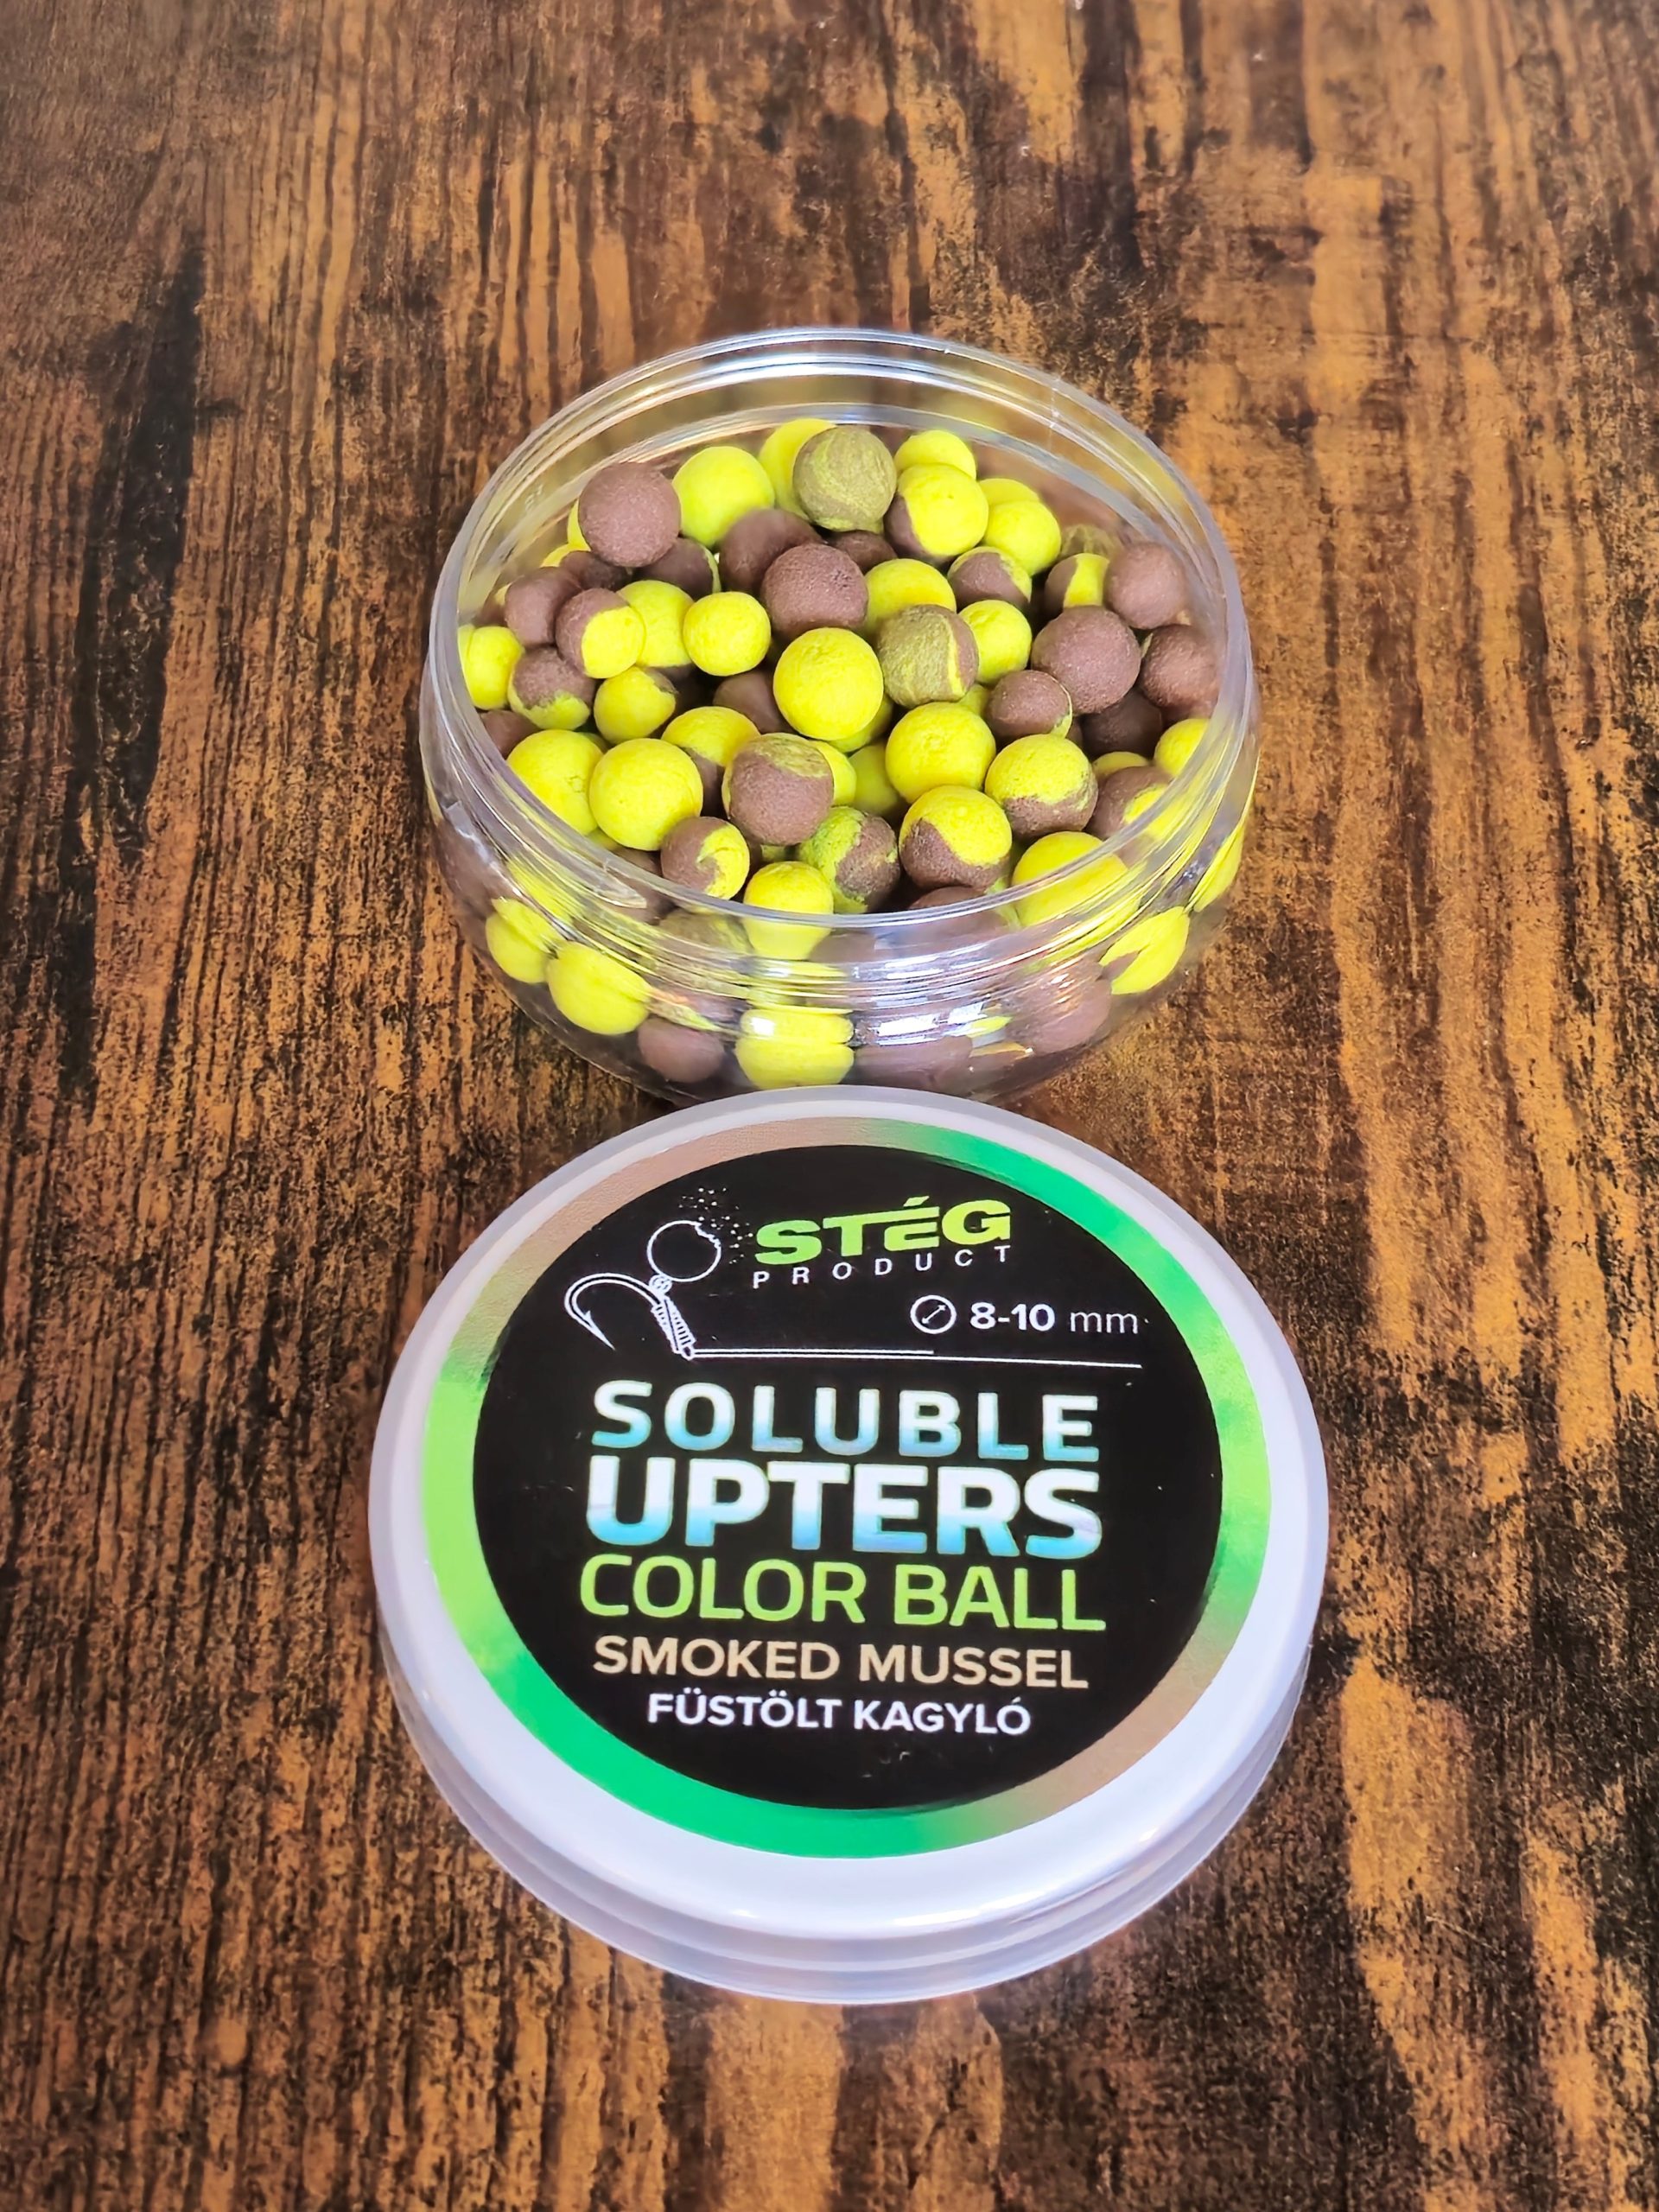 STÉG
PRODUCT
8-10 mm
SOLUBLE
UPTERS
COLOR BALL
SMOKED MUSSEL
FÜSTÖLT KAGYLÓ